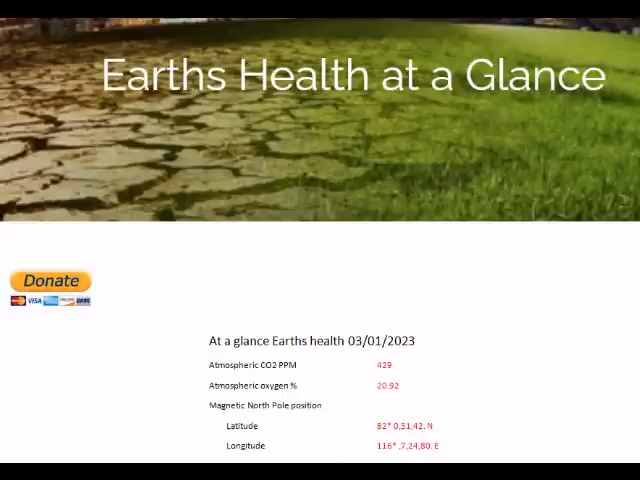 Earths Health at a Glance
Donate
VISA
At a glance Earths health 03/01/2023
Atmospheric CO2 PPM 429
Atmospheric oxygen % 20.92
Magnetic North Pole position
Latitude 82° 0,51,42. N
Longitude 116° ,7,24,80. E